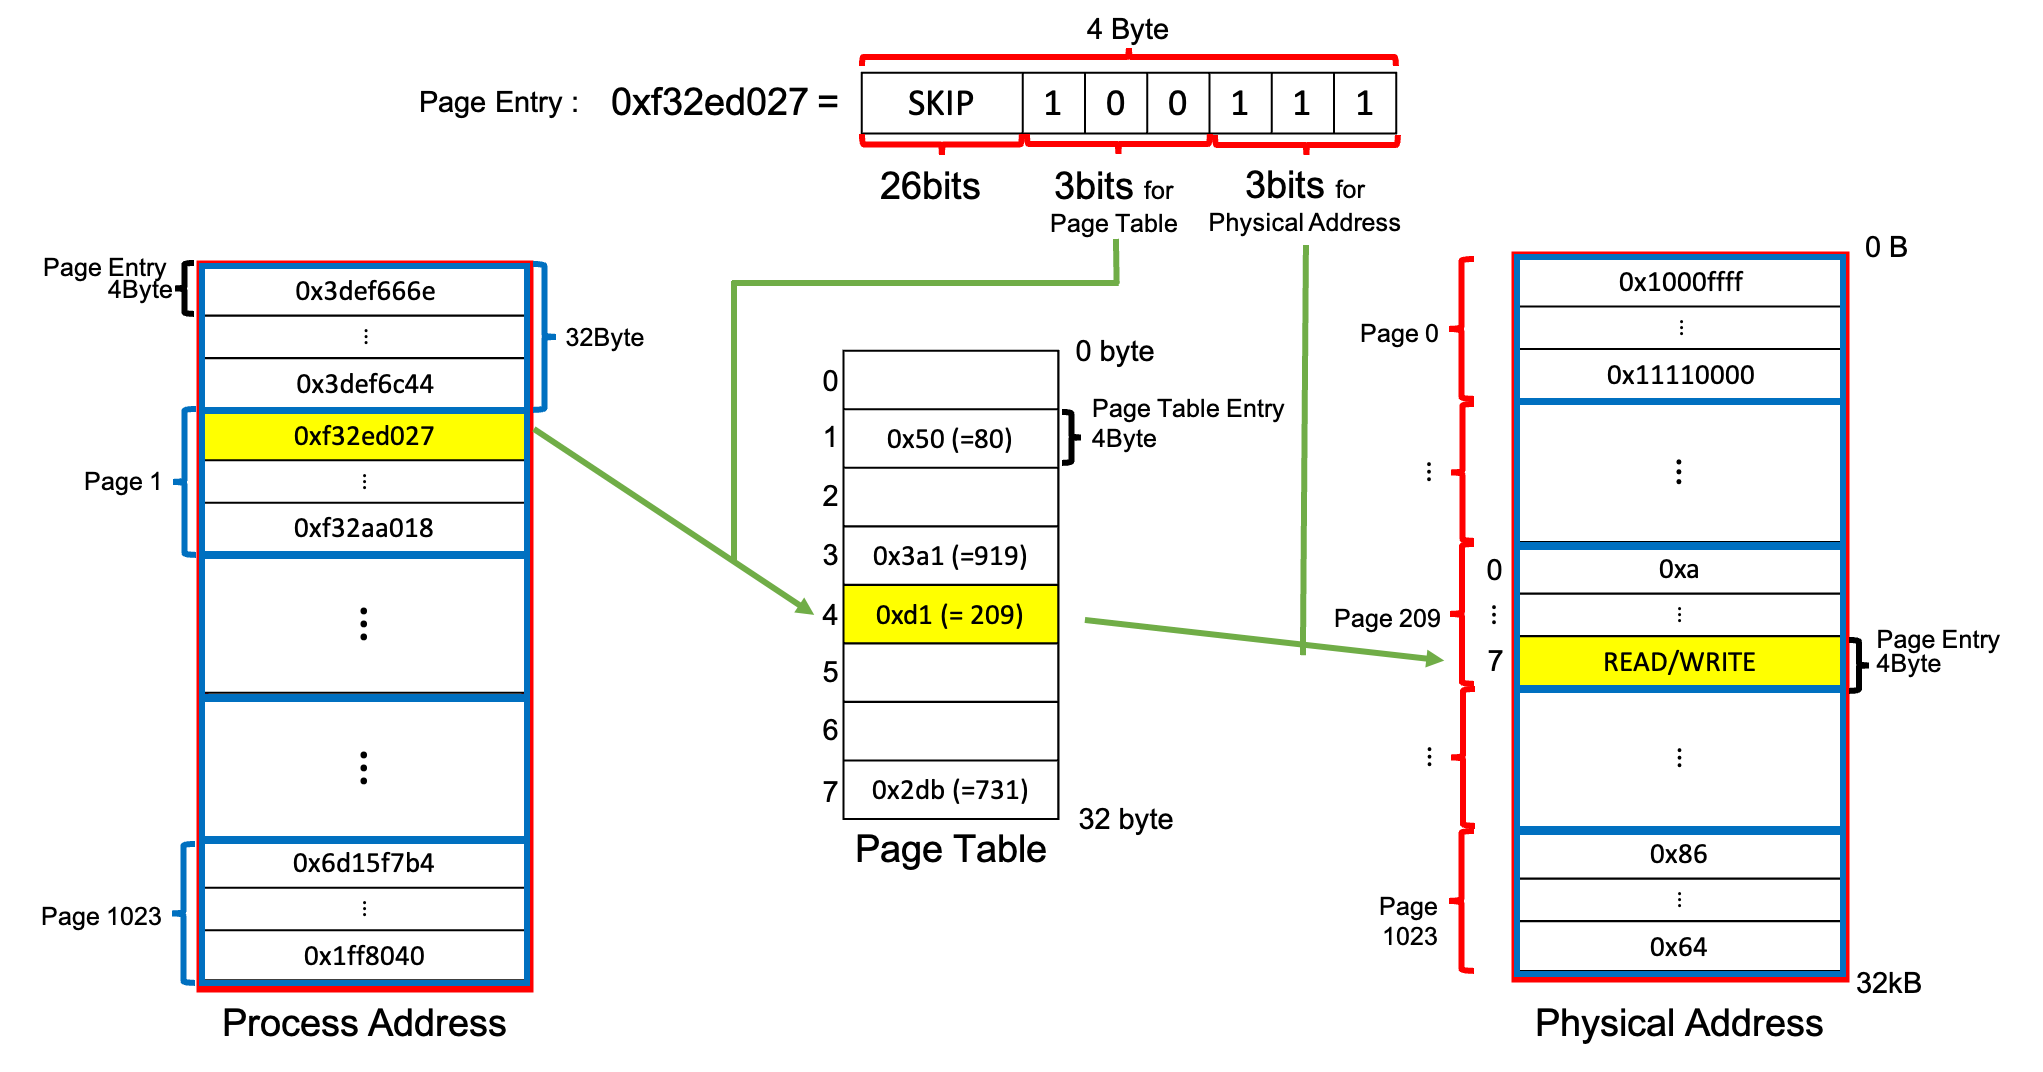 4 Byte
Page Entry : 0xf32ed027 = SKIP 1 0 0 1 1 1
26bits 3bits for 3bits for
Page Table Physical Address
Page Entry
4Byte
0x3def666e
⋮
0x3def6c44
32Byte
0xf32ed027
⋮
0xf32aa018
Page 1
⋮
⋮
0x6d15f7b4
⋮
0x1ff8040
Page 1023
Process Address
0 byte
0
1 0x50 (=80)
Page Table Entry
4Byte
2
3 0x3a1 (=919)
4 0xd1 (= 209)
5
6
7 0x2db (=731)
32 byte
Page Table
0 B
Page 0
0x1000ffff
⋮
0x11110000
⋮ ⋮
Page 209
0 0xa
⋮ ⋮
7 READ/WRITE
Page Entry
4Byte
⋮ ⋮
Page
1023
0x86
⋮
0x64
32kB
Physical Address